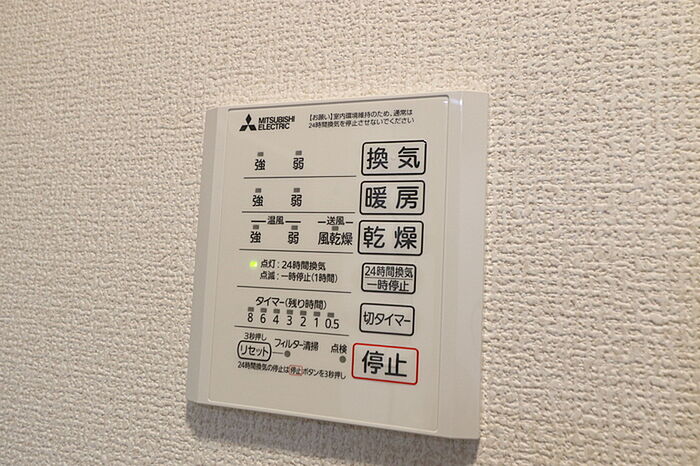 MITSUBISHI
ELECTRIC
【お願い】室内環境維持のため、通常は
24時間換気を停止させないでください
強 弱 換気
強 弱 暖房
温風 送風
強 弱 風乾燥 乾燥
点灯:24時間換気
点滅:一時停止(1時間)
24時間換気
一時停止
タイマー(残り時間)
8 6 4 3 2 1 0.5
切タイマー
3秒押し
リセット フィルター清掃 点検
停止
24時間換気の停止は停止ボタンを3秒押し